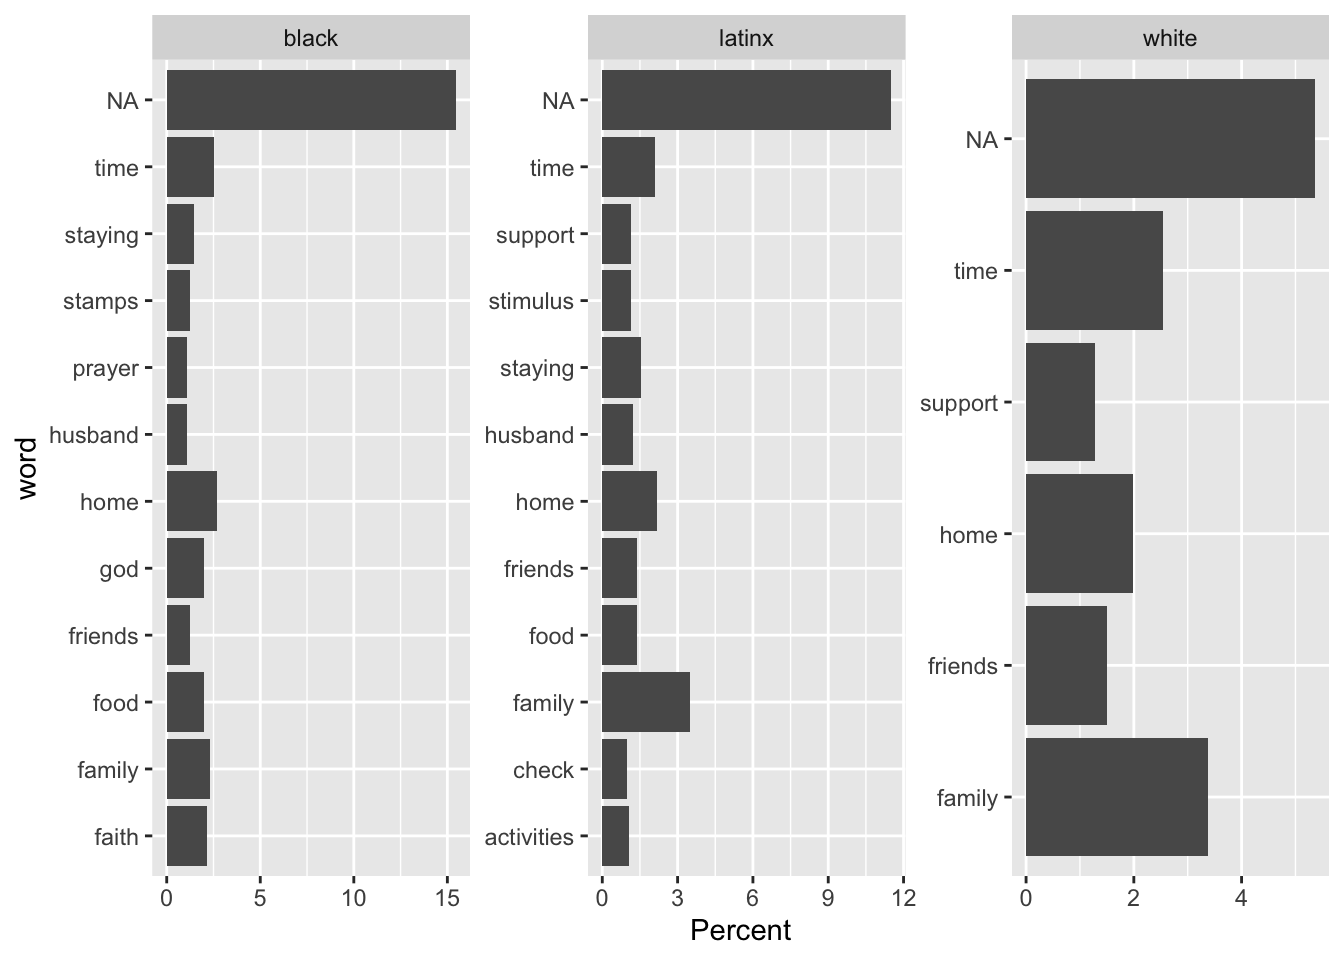 black
latinx
white
word
NA
time
staying
stamps
prayer
husband
home
god
friends
food
family
faith
0 5 10 15
NA
time
support
stimulus
staying
husband
home
friends
food
family
check
activities
0 3 6 9 12
NA
time
support
home
friends
family
0 2 4
Percent